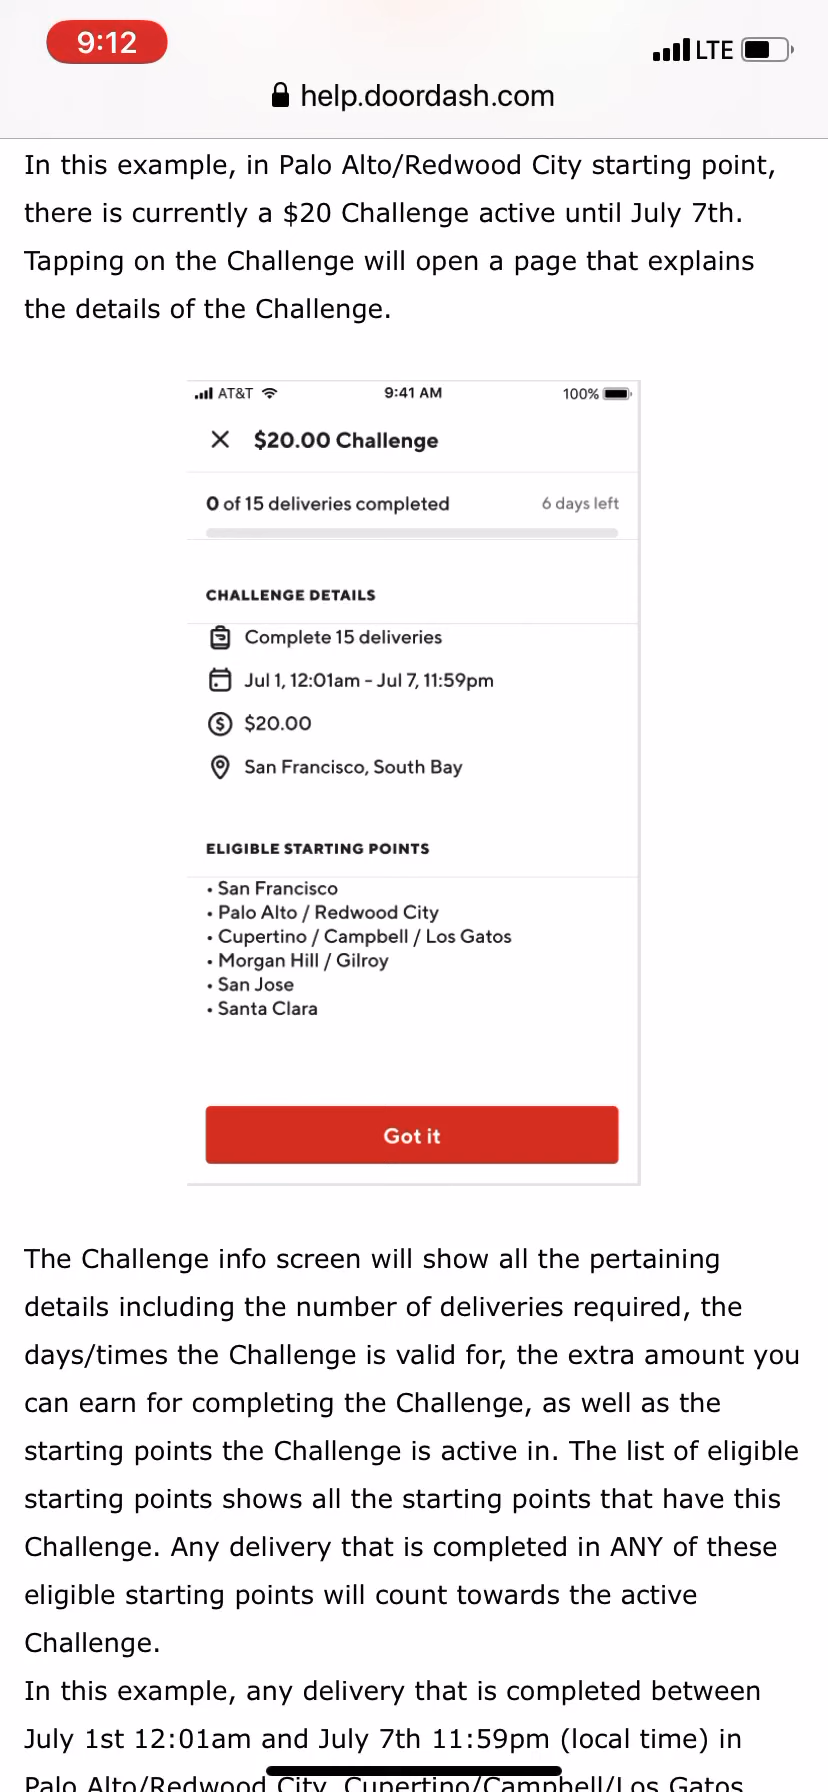 9:12
LTE
help.doordash.com
In this example, in Palo Alto/Redwood City starting point,
there is currently a $20 Challenge active until July 7th.
Tapping on the Challenge will open a page that explains
the details of the Challenge.
AT&T 9:41 AM 100%
$20.00 Challenge
0 of 15 deliveries completed 6 days left
CHALLENGE DETAILS
Complete 15 deliveries
Jul 1, 12:01am - Jul 7, 11:59pm
$20.00
San Francisco, South Bay
ELIGIBLE STARTING POINTS
• San Francisco
• Palo Alto / Redwood City
• Cupertino / Campbell / Los Gatos
• Morgan Hill / Gilroy
• San Jose
• Santa Clara
Got it
The Challenge info screen will show all the pertaining
details including the number of deliveries required, the
days/times the Challenge is valid for, the extra amount you
can earn for completing the Challenge, as well as the
starting points the Challenge is active in. The list of eligible
starting points shows all the starting points that have this
Challenge. Any delivery that is completed in ANY of these
eligible starting points will count towards the active
Challenge.
In this example, any delivery that is completed between
July 1st 12:01am and July 7th 11:59pm (local time) in
Palo Alto/Redwood City, Cupertino/Campbell/Los Gatos,